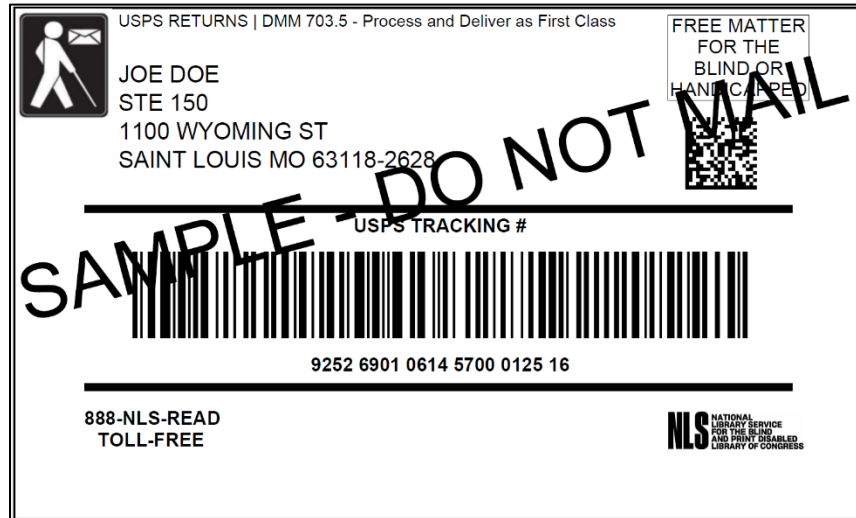 USPS RETURNS | DMM 703.5 - Process and Deliver as First Class
FREE MATTER
FOR THE
BLIND OR
HANDICAPPED
JOE DOE
STE 150
1100 WYOMING ST
SAINT LOUIS MO 63118-2628
SAMPLE - DO NOT MAIL
USPS TRACKING #
9252 6901 0614 5700 0125 16
888-NLS-READ
TOLL-FREE
NLS
NATIONAL
LIBRARY SERVICE
FOR THE BLIND
AND PRINT DISABLED
LIBRARY OF CONGRESS